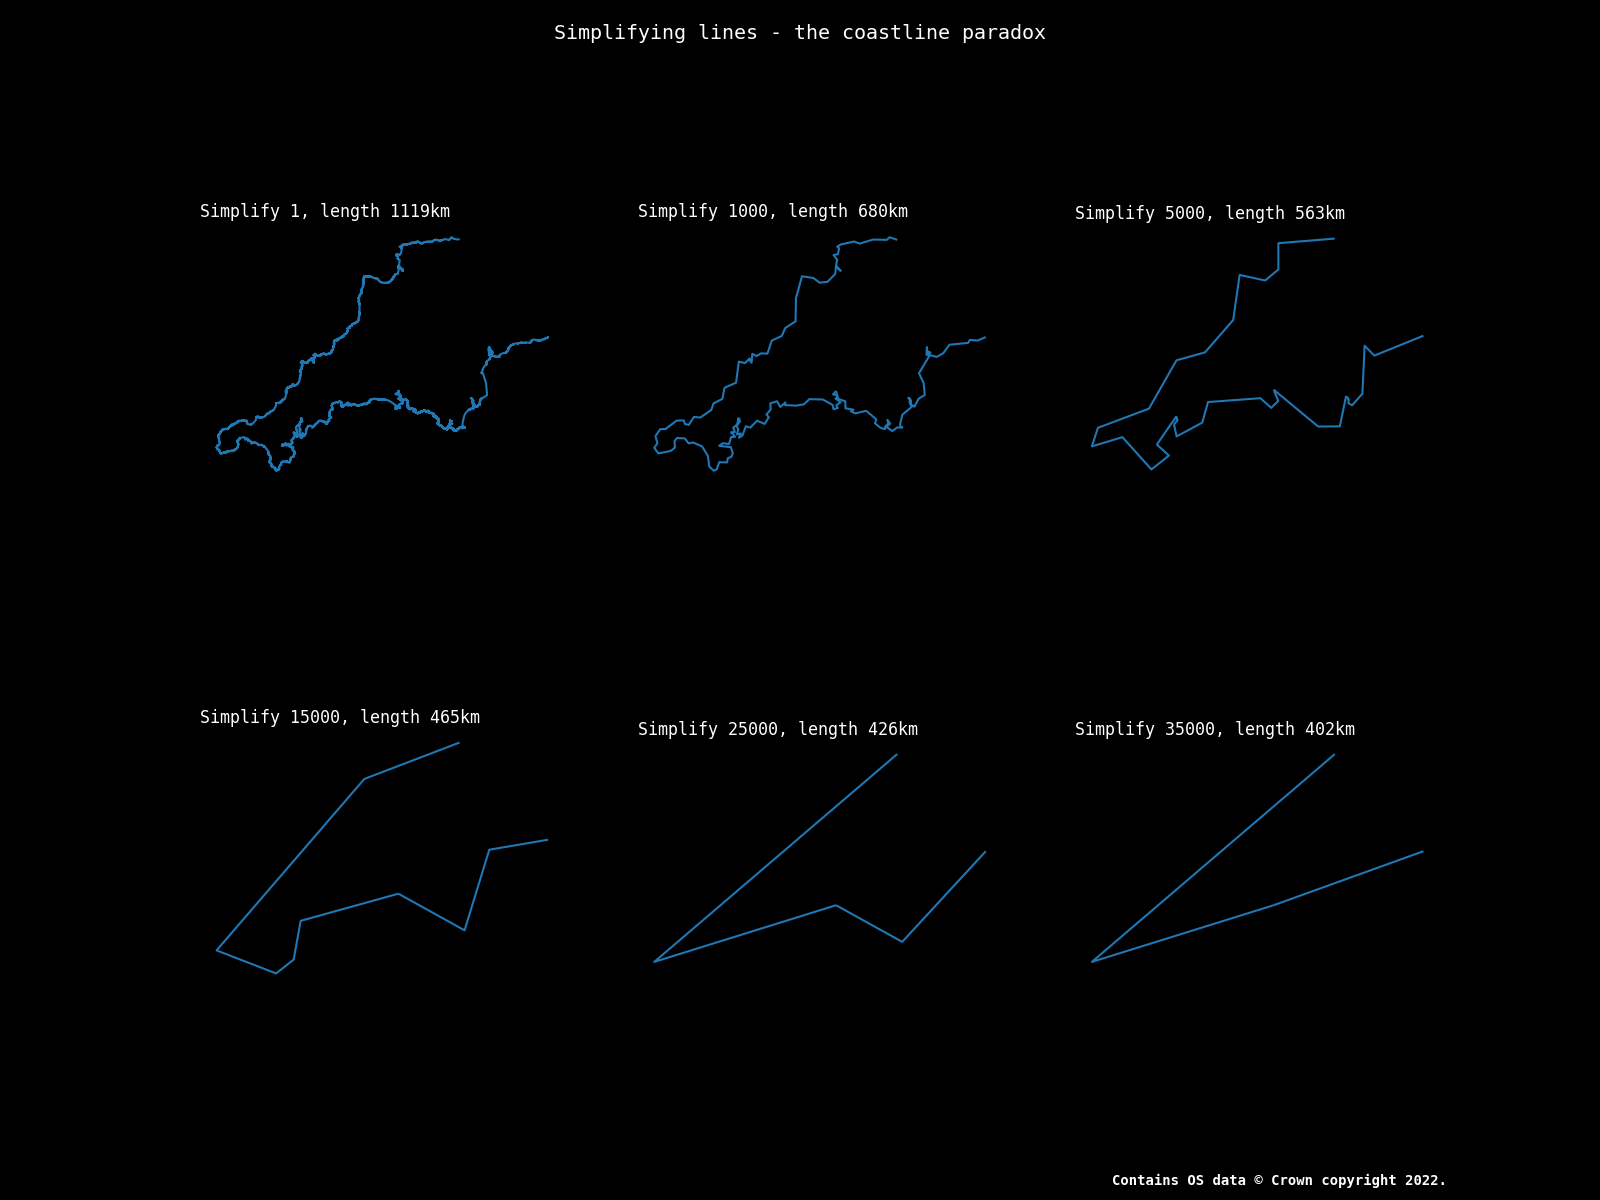 Simplifying lines - the coastline paradox
Simplify 1, length 1119km
Simplify 1000, length 680km
Simplify 5000, length 563km
Simplify 15000, length 465km
Simplify 25000, length 426km
Simplify 35000, length 402km
Contains OS data © Crown copyright 2022.